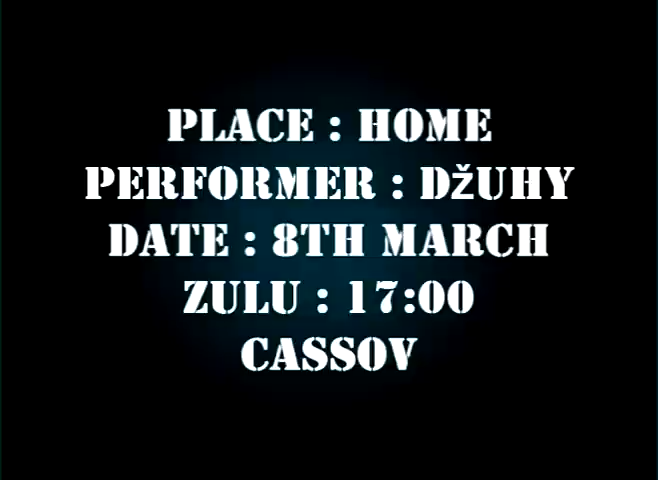 PLACE : HOME
PERFORMER : DŽUHY
DATE : 8TH MARCH
ZULU : 17:00
CASSOV